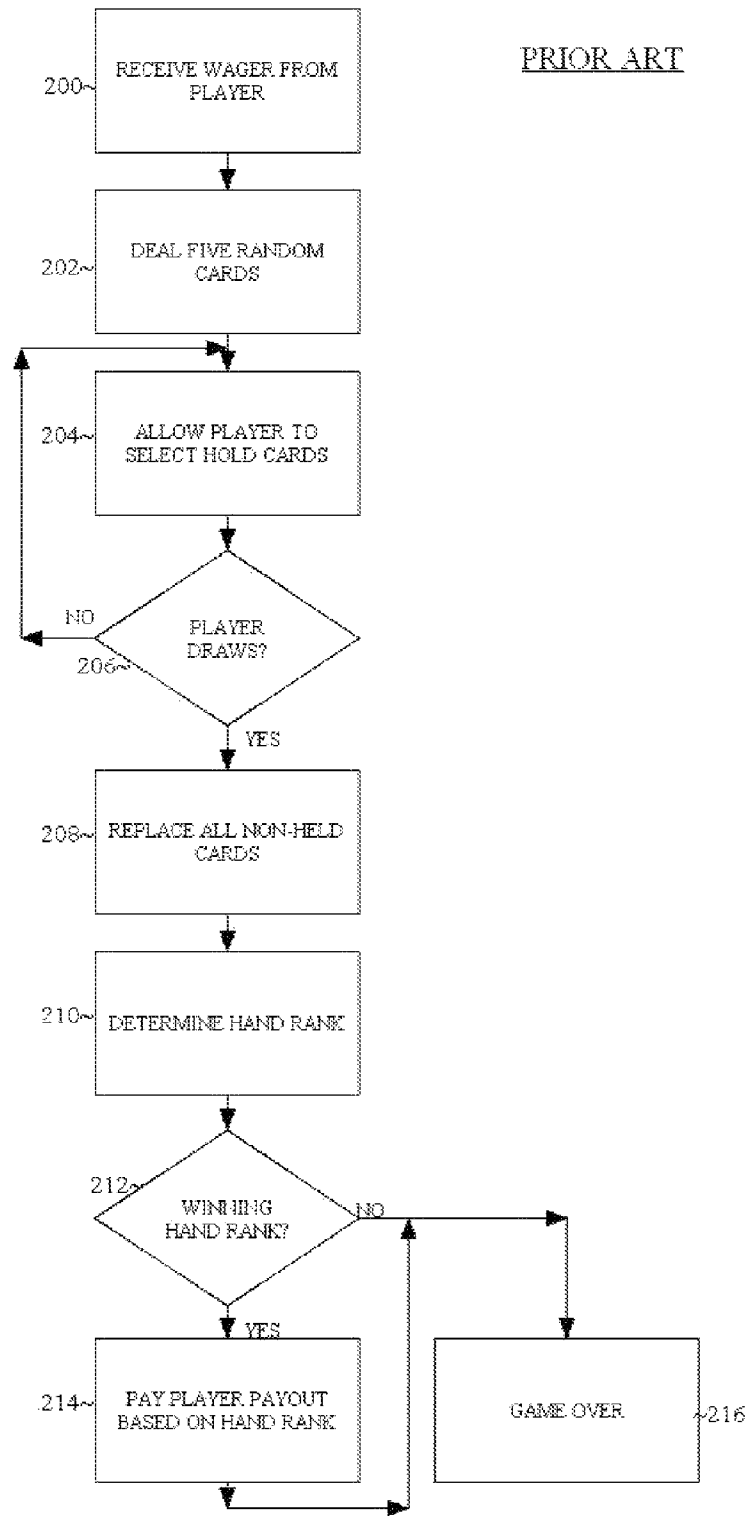 PRIOR ART
RECEIVE WAGER FROM
PLAYER
200~
DEAL FIVE RANDOM
CARDS
202~
ALLOW PLAYER TO
SELECT HOLD CARDS
204~
NO
PLAYER
DRAWS?
206~
YES
REPLACE ALL NON-HELD
CARDS
208~
DETERMINE HAND RANK
210~
212~
WINNING
HAND RANK?
NO
YES
PAY PLAYER PAYOUT
BASED ON HAND RANK
214~
GAME OVER
~216